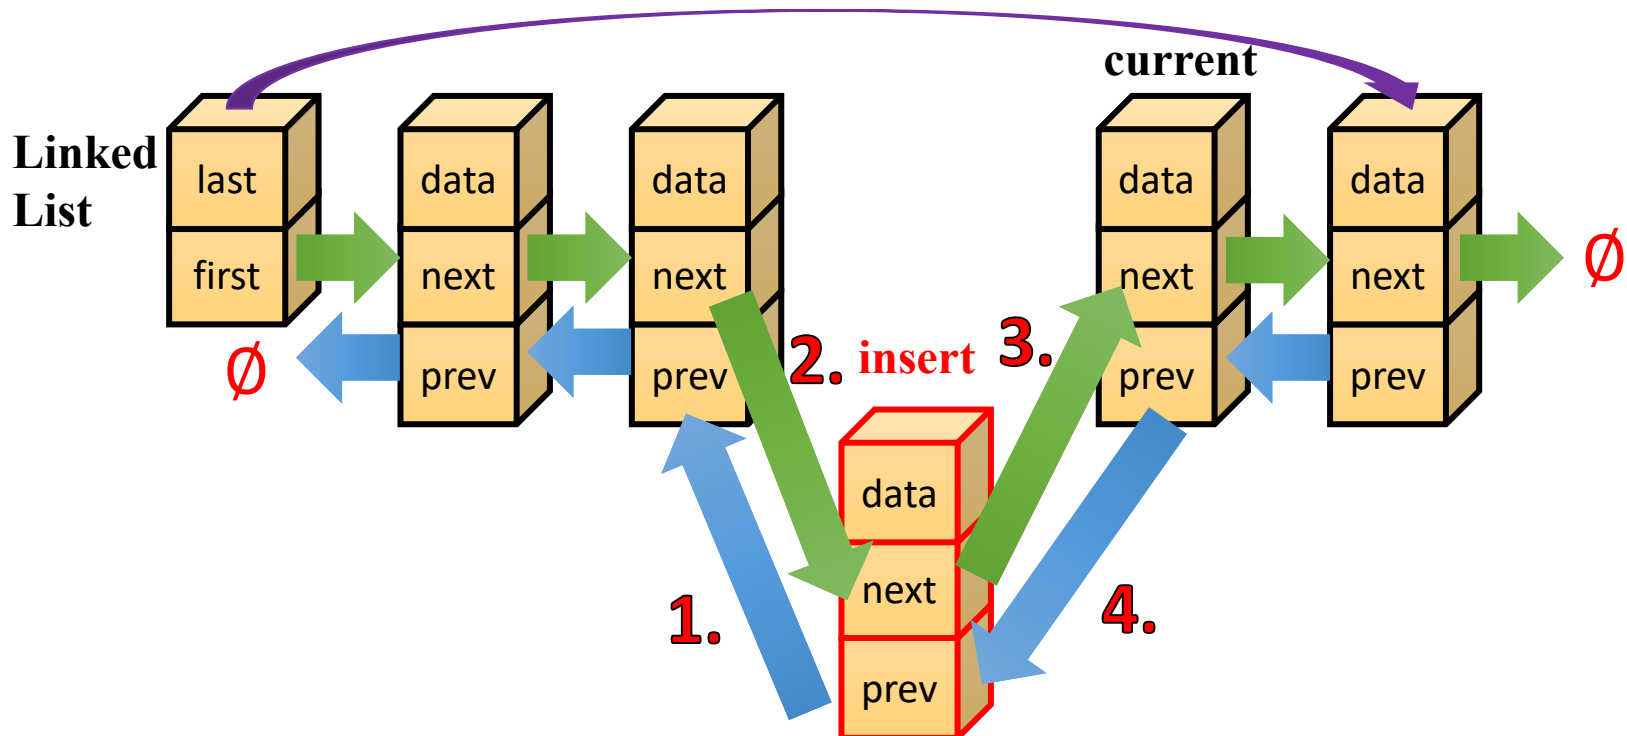 current
Linked
List
last
data
data
data
data
first
next
next
next
next
Ø
Ø
prev
prev
2.
insert
3.
prev
prev
data
next
1.
4.
prev